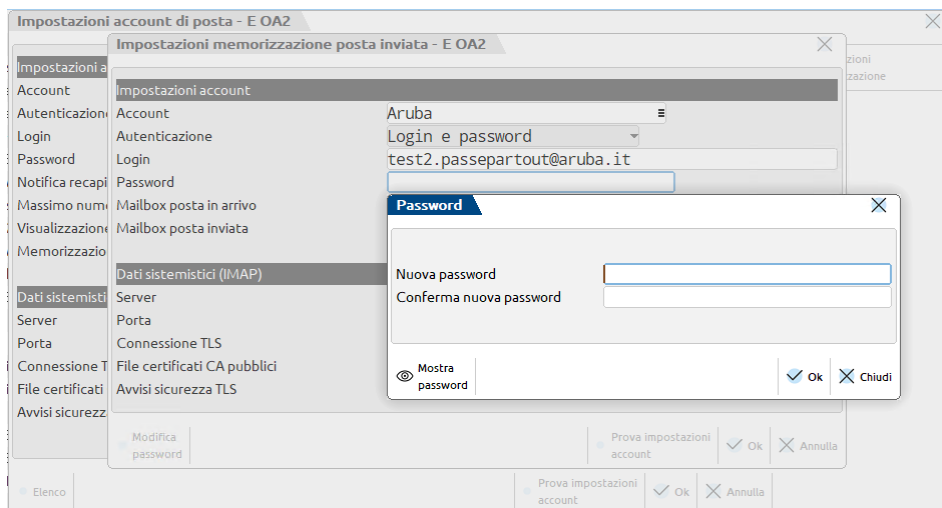 Impostazioni account di posta - E OA2
Impostazioni memorizzazione posta inviata - E OA2
zioni
zazione
Impostazioni a
Account
Autenticazion
Login
Password
Notifica recapi
Massimo num
Visualizzazion
Memorizzazio
Dati sistemisti
Server
Porta
Connessione T
File certificati
Avvisi sicurezz
Impostazioni account
Account Aruba
Autenticazione Login e password
Login test2.passepartout@aruba.it
Password
Mailbox posta in arrivo
Mailbox posta inviata
Dati sistemistici (IMAP)
Server
Porta
Connessione TLS
File certificati CA pubblici
Avvisi sicurezza TLS
Password
Nuova password
Conferma nuova password
Mostra
password
Ok
Chiudi
Modifica
password
Prova impostazioni
account
Ok
Annulla
Elenco
Prova impostazioni
account
Ok
Annulla